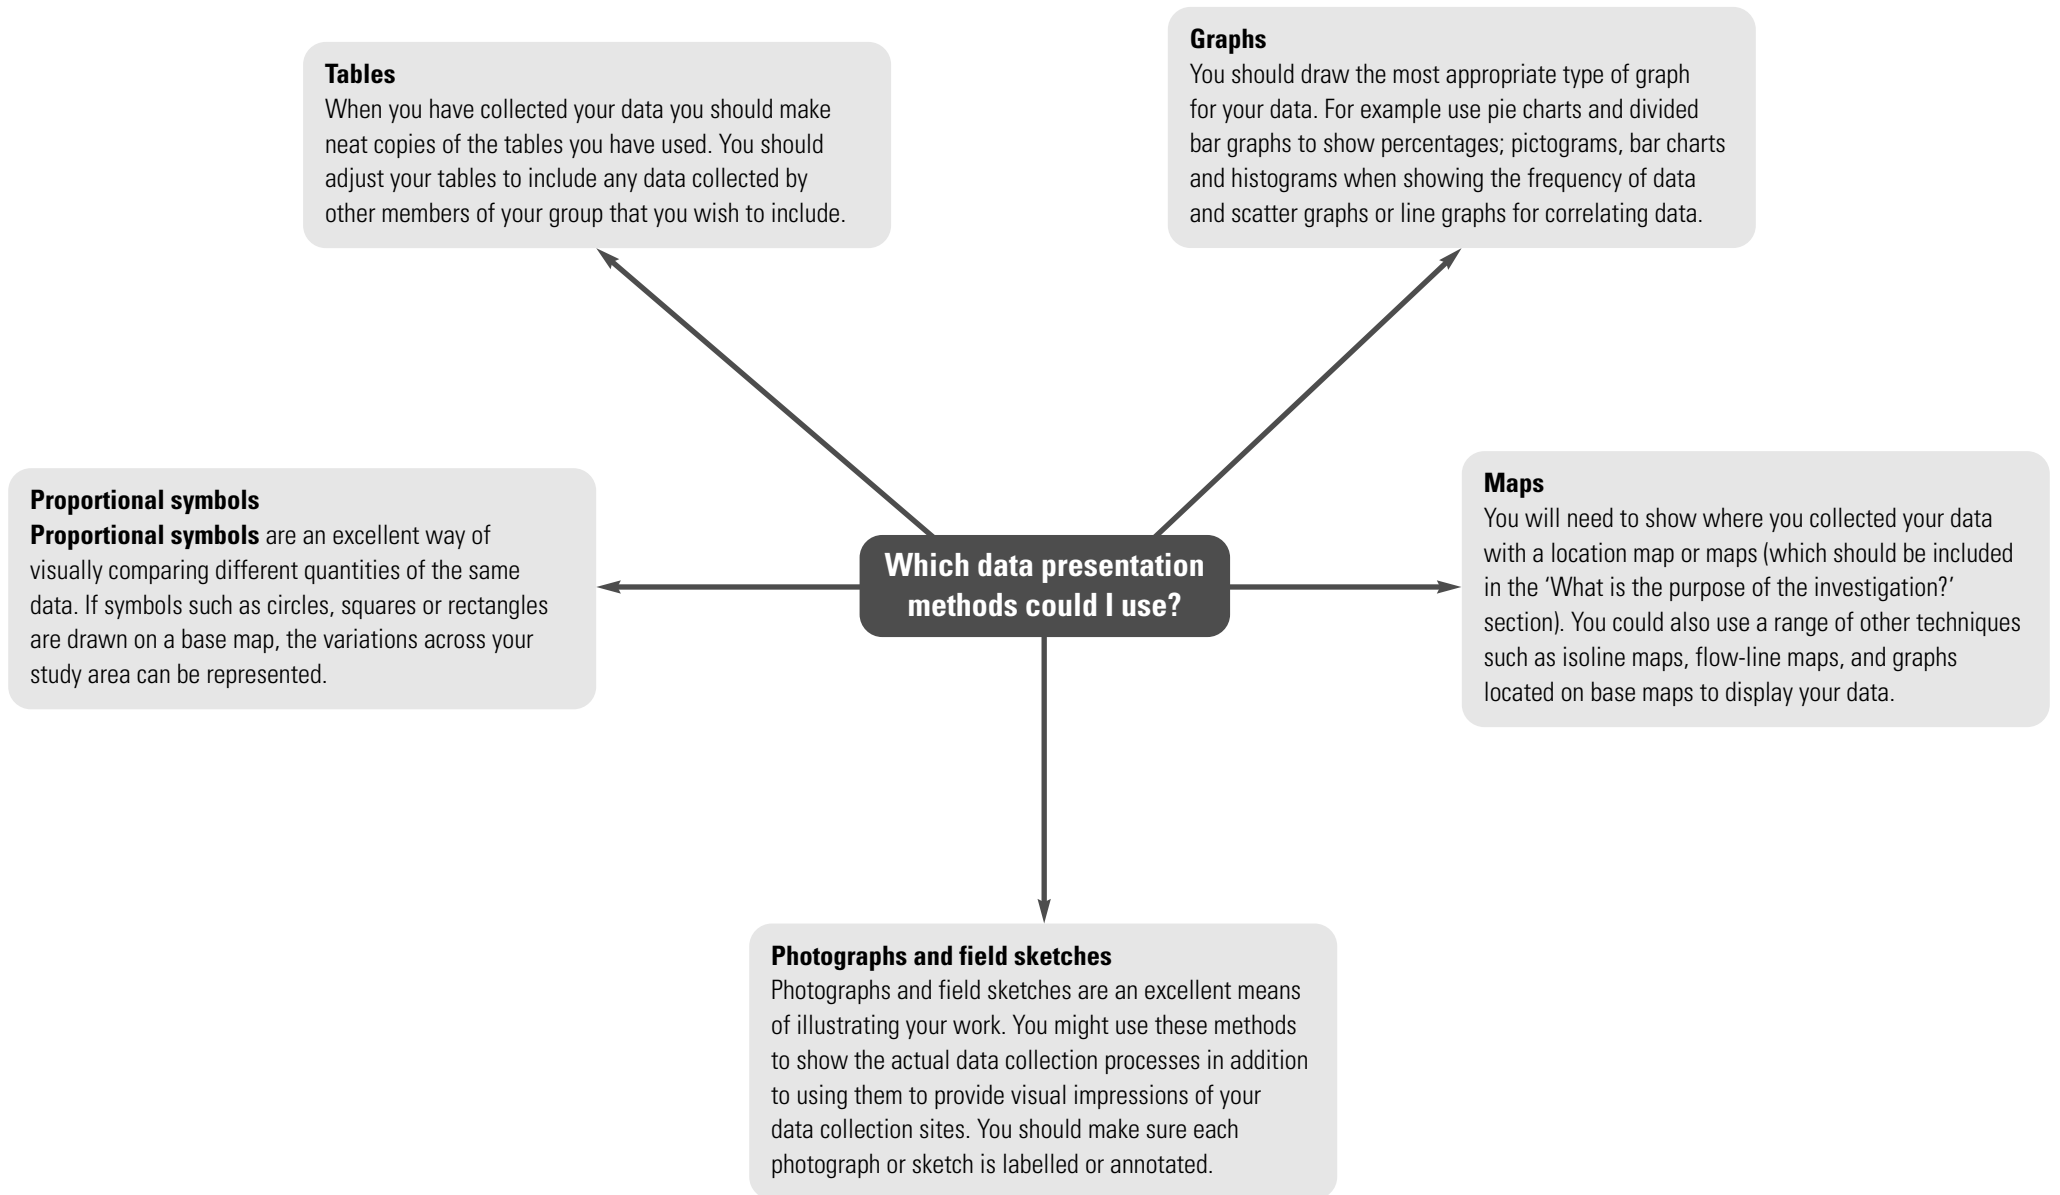 Tables
When you have collected your data you should make
neat copies of the tables you have used. You should
adjust your tables to include any data collected by
other members of your group that you wish to include.
Graphs
You should draw the most appropriate type of graph
for your data. For example use pie charts and divided
bar graphs to show percentages; pictograms, bar charts
and histograms when showing the frequency of data
and scatter graphs or line graphs for correlating data.
Proportional symbols
Proportional symbols are an excellent way of
visually comparing different quantities of the same
data. If symbols such as circles, squares or rectangles
are drawn on a base map, the variations across your
study area can be represented.
Which data presentation
methods could I use?
Maps
You will need to show where you collected your data
with a location map or maps (which should be included
in the ‘What is the purpose of the investigation?’
section). You could also use a range of other techniques
such as isoline maps, flow-line maps, and graphs
located on base maps to display your data.
Photographs and field sketches
Photographs and field sketches are an excellent means
of illustrating your work. You might use these methods
to show the actual data collection processes in addition
to using them to provide visual impressions of your
data collection sites. You should make sure each
photograph or sketch is labelled or annotated.